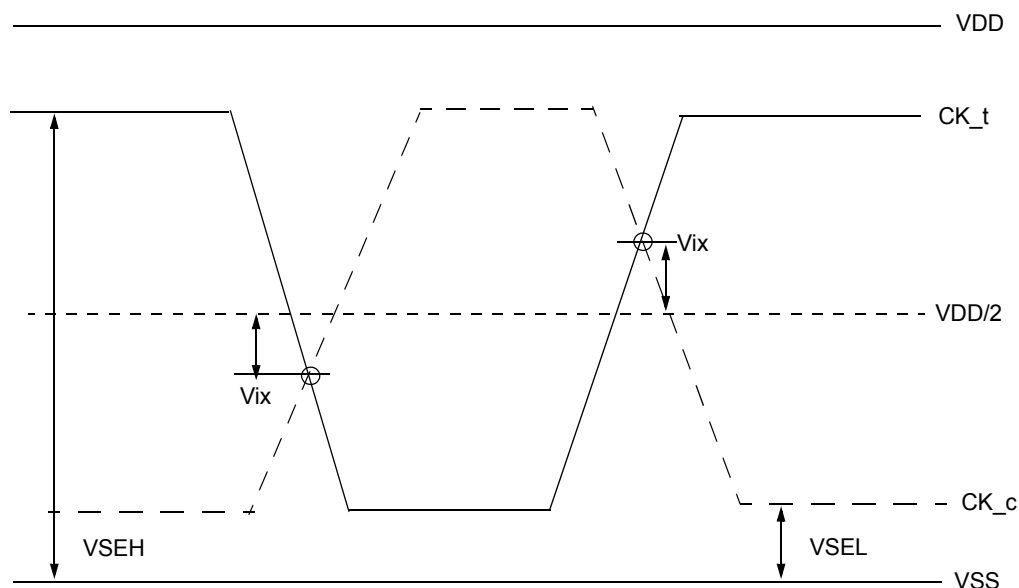 VDD
CK_t
Vix
VDD/2
Vix
CK_c
VSEH
VSEL
VSS